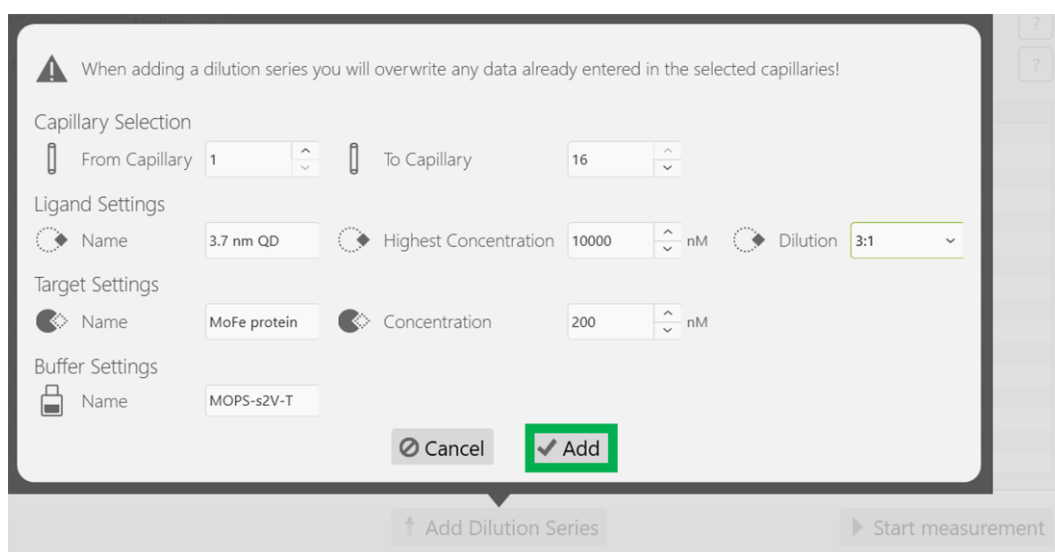 When adding a dilution series you will overwrite any data already entered in the selected capillaries!
Capillary Selection
From Capillary 1 To Capillary 16
Ligand Settings
Name 3.7 nm QD Highest Concentration 10000 nM Dilution 3:1
Target Settings
Name MoFe protein Concentration 200 nM
Buffer Settings
Name MOPS-s2V-T
Cancel Add
Add Dilution Series Start measurement
?
?